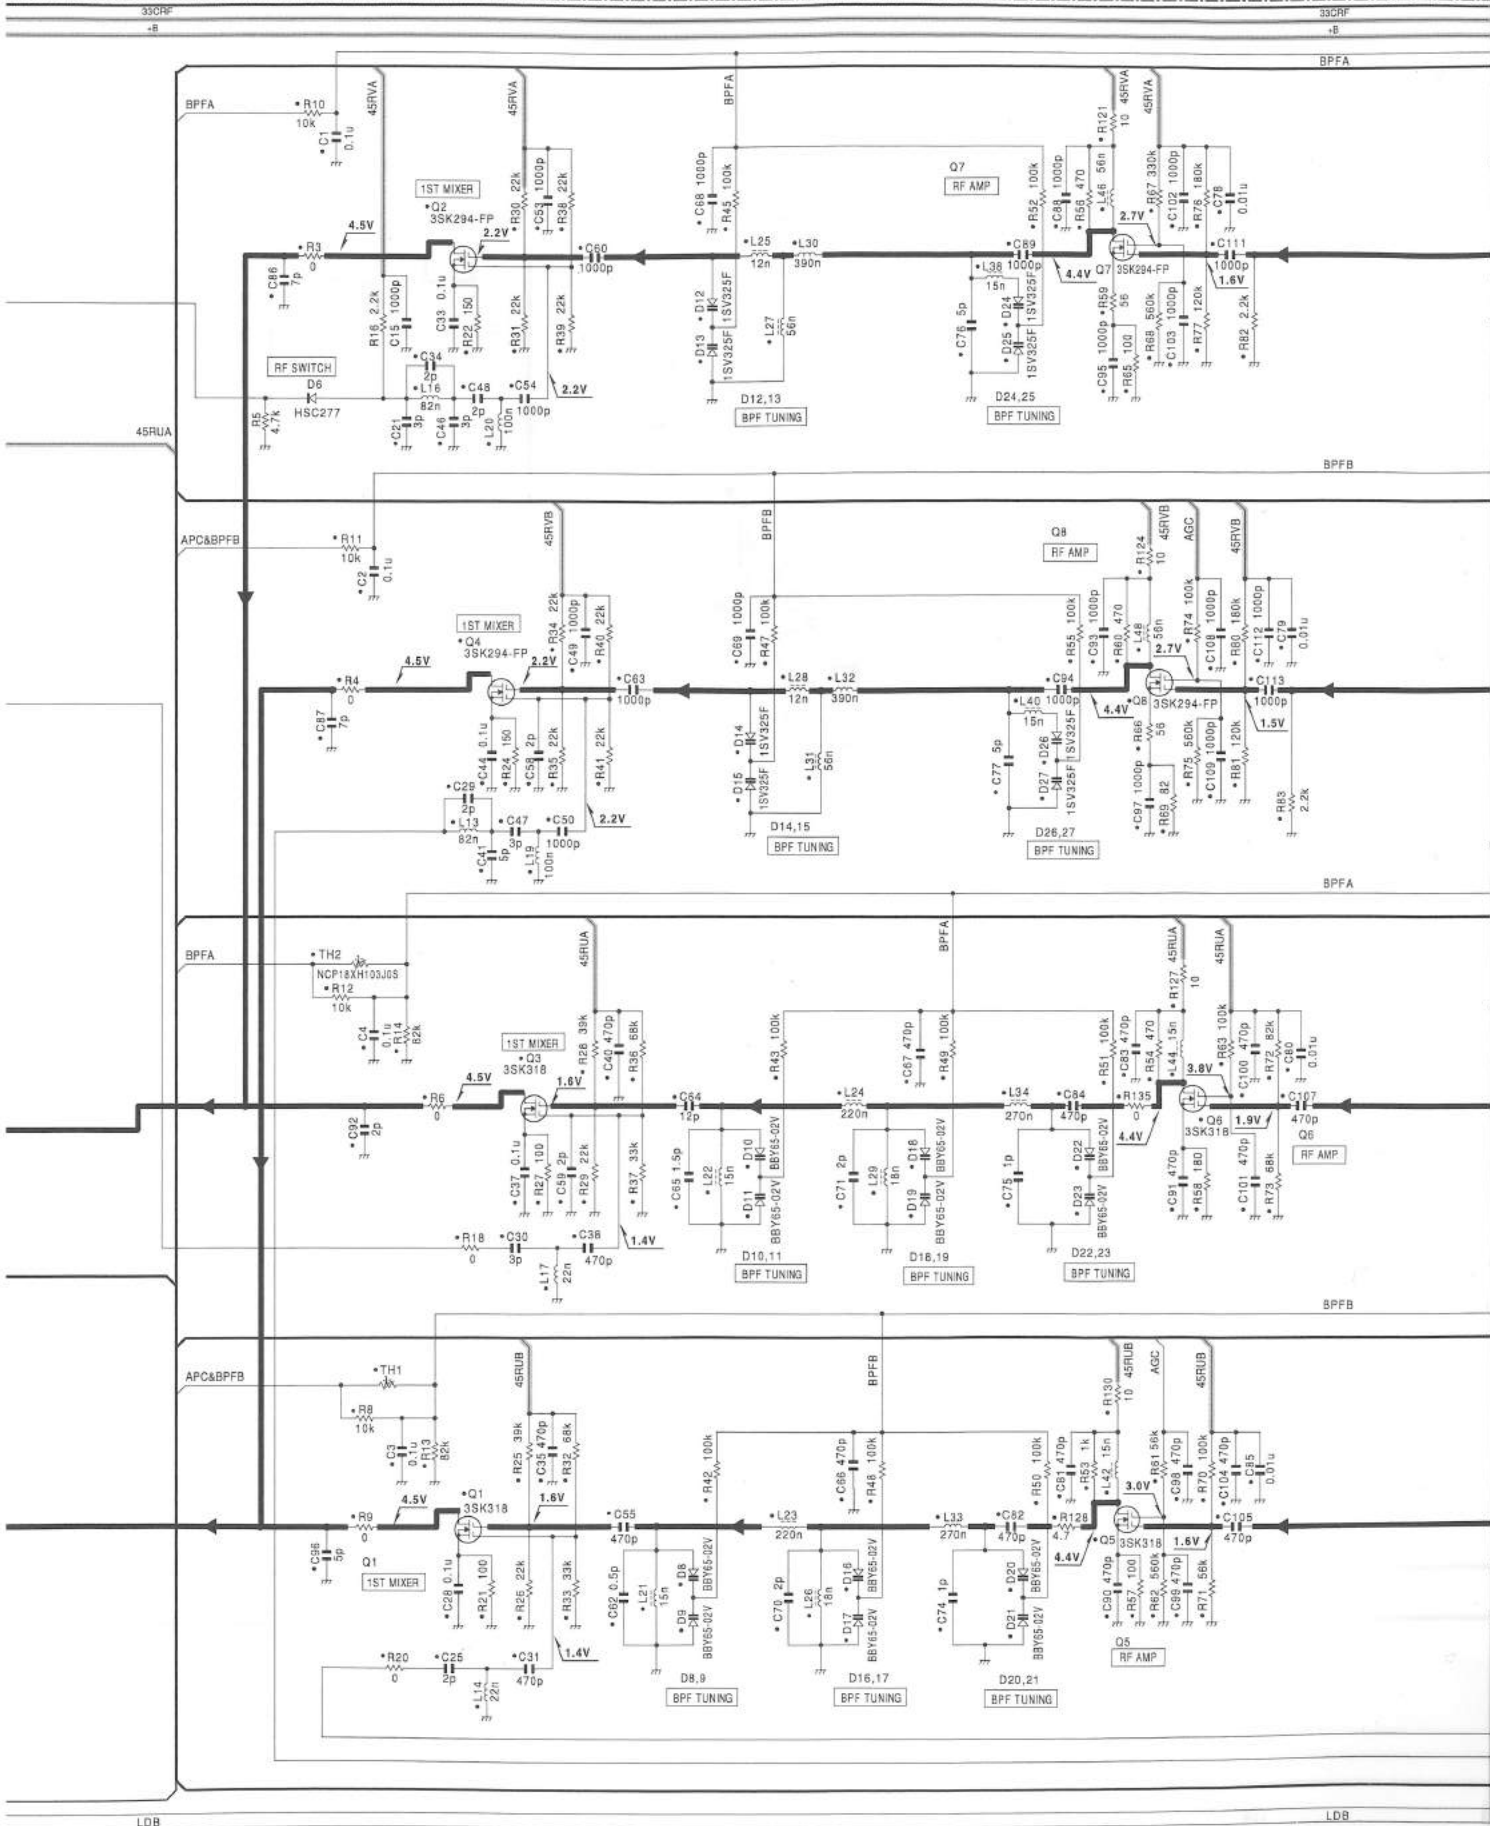 33CRF 33CRF
+B +B
BPFA
BPFA
• R10
10k
• C1
0.1u
45RVA
45RVA
BPFA
45RVA
45RVA
• R121
10
1ST MIXER
• Q2
3SK294-FP
4.5V
2.2V
• R3
0
• C86
7p
• R30 22k
C53 1000p
• R38 22k
• C60
1000p
R16 2.2k
C15 1000p
C33 0.1u
• R22 150
• R31 22k
• R39 22k
RF SWITCH
D6
HSC277
R5
4.7k
• C34
2p
• L16
82n
• C21
3p
• C46
3p
• C48
2p
• L20
100n
• C54
1000p
2.2V
• C68 1000p
• R45 100k
• L25
12n
• L30
390n
• D12
• D13
1SV325F
1SV325F
• L27
56n
D12,13
BPF TUNING
Q7
RF AMP
• R52 100k
C88 1000p
• R56 470
• L46 56n
• R67 330k
C102 1000p
• R76 180k
• C78
0.01u
2.7V
• C89
1000p
4.4V
• L38
15n
• C76 5p
• D24
• D25
1SV325F
1SV325F
D24,25
BPF TUNING
Q7 3SK294-FP
• C111
1000p
1.6V
• R59
56
C95 1000p
• R65 100
• R68 560k
C103 1000p
• R77 120k
• R82 2.2k
45RUA
BPFB
APC&BPFB
• R11
10k
• C2
0.1u
45RVB
BPFB
45RVB
AGC
45RVB
• R124
10
1ST MIXER
• Q4
3SK294-FP
4.5V
2.2V
• R4
0
• C87
7p
• R34 22k
C49 1000p
• R40 22k
• C63
1000p
• C44 0.1u
• R24 150
• C58 2p
• R35 22k
• R41 22k
• C29
2p
• L13
82n
• C41
5p
• C47
3p
• L19
100n
• C50
1000p
2.2V
• C69 1000p
• R47 100k
• L28
12n
• L32
390n
• D14
• D15
1SV325F
1SV325F
• L31
56n
D14,15
BPF TUNING
Q8
RF AMP
• R55 100k
C93 1000p
• R60 470
• L48
56n
• R74 100k
C108 1000p
• R80 180k
• C112 1000p
• C79
0.01u
2.7V
• C94
1000p
4.4V
• L40
15n
• C77 5p
• D26
• D27
1SV325F
1SV325F
D26,27
BPF TUNING
• Q8
3SK294-FP
• C113
1000p
1.5V
• R66
56
• C97 1000p
• R69 82
• R75 560k
• C109 1000p
• R81 120k
• R83
2.2k
BPFA
BPFA
• TH2
NCP18XH103J0S
• R12
10k
• C4
0.1u
• R14
82k
45RUA
BPFA
45RUA
45RUA
• R127
10
1ST MIXER
• Q3
3SK318
4.5V
1.6V
• R6
0
• C92
2p
• R28 39k
• C40 470p
• R36 68k
• C64
12p
• C37 0.1u
• R27 100
• C59 2p
• R29 22k
• R37 33k
• R18
0
• C30
3p
• L17
22n
• C38
470p
1.4V
• R43 100k
• C65 1.5p
• L22
15n
• D10
• D11
BBY65-02V
BBY65-02V
D10,11
BPF TUNING
• L24
220n
• C67 470p
• R49 100k
• C71 2p
• L29
18n
• D18
• D19
BBY65-02V
BBY65-02V
D18,19
BPF TUNING
• L34
270n
• C84
470p
• R51 100k
• C83 470p
• R54 470
• L44 15n
• R135
0
4.4V
• C75 1p
• D22
• D23
BBY65-02V
BBY65-02V
D22,23
BPF TUNING
• R63 100k
C100 470p
• R72 82k
• C80
0.01u
3.8V
• Q6
3SK318
1.9V
• C107
470p
Q6
RF AMP
• C91 470p
• R58 180
• C101 470p
• R73 68k
BPFB
APC&BPFB
• TH1
• R8
10k
• C3
0.1u
• R13
82k
45RUB
BPFB
45RUB
AGC
45RUB
• R130
10
• Q1
3SK318
4.5V
1.6V
• R9
0
• C96
5p
Q1
1ST MIXER
• R25 39k
• C35 470p
• R32 68k
• C55
470p
• C28 0.1u
• R21 100
• R26 22k
• R33 33k
• R20
0
• C25
2p
• L14
22n
• C31
470p
1.4V
• R42 100k
• C62 0.5p
• L21
15n
• D8
• D9
BBY65-02V
BBY65-02V
D8,9
BPF TUNING
• L23
220n
• C66 470p
• R48 100k
• C70 2p
• L26
18n
• D16
• D17
BBY65-02V
BBY65-02V
D16,17
BPF TUNING
• L33
270n
• C82
470p
• R50 100k
• C81 470p
• R53 1k
• L42 15n
• R128
4.7
4.4V
• C74 1p
• D20
• D21
BBY65-02V
BBY65-02V
D20,21
BPF TUNING
• R61 56k
• C98 470p
• R70 100k
• C104 470p
• C85
0.01u
3.0V
• Q5
3SK318
1.6V
• C105
470p
• C90 470p
• R57 100
• R62 560k
• C99 470p
• R71 56k
Q5
RF AMP
LDB LDB